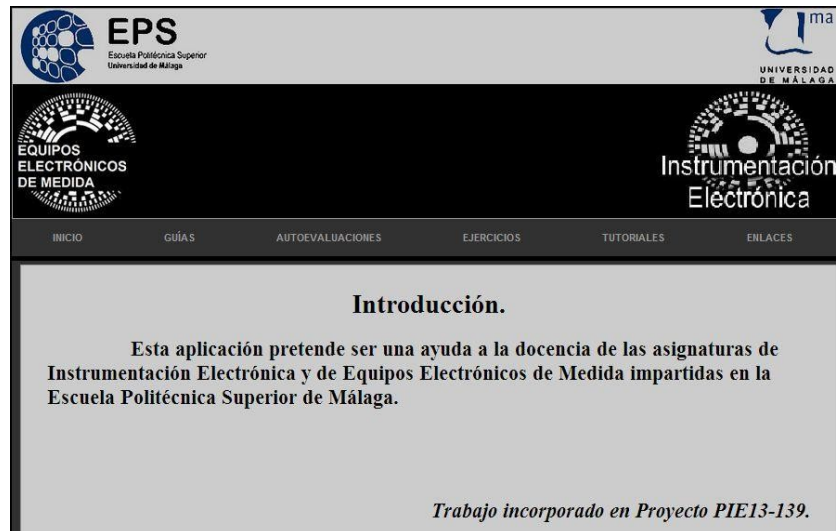 EPS
Escuela Politécnica Superior
Universidad de Málaga
uma
UNIVERSIDAD
DE MÁLAGA
EQUIPOS
ELECTRÓNICOS
DE MEDIDA
Instrumentación
Electrónica
INICIO GUÍAS AUTOEVALUACIONES EJERCICIOS TUTORIALES ENLACES
Introducción.
Esta aplicación pretende ser una ayuda a la docencia de las asignaturas de
Instrumentación Electrónica y de Equipos Electrónicos de Medida impartidas en la
Escuela Politécnica Superior de Málaga.
Trabajo incorporado en Proyecto PIE13-139.